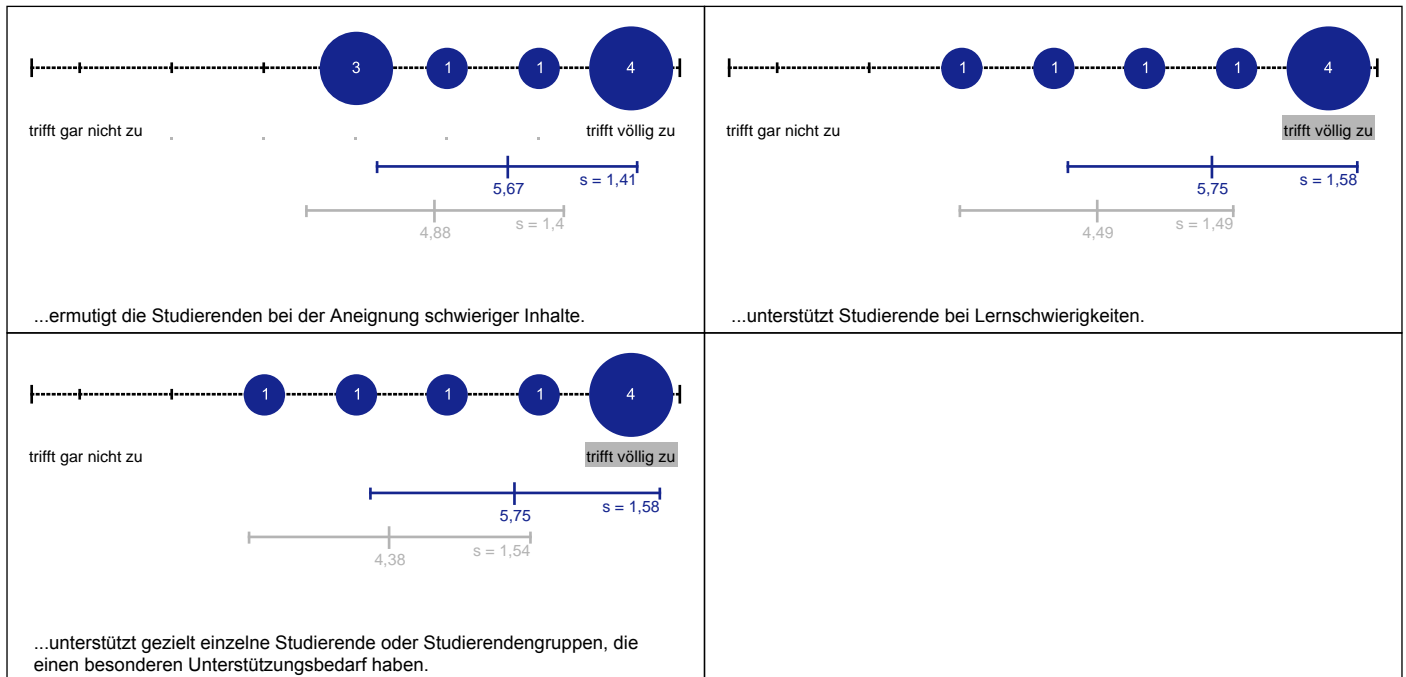 3 1 1 4
trifft gar nicht zu trifft völlig zu
5,67 s = 1,41
4,88 s = 1,4
...ermutigt die Studierenden bei der Aneignung schwieriger Inhalte.
1 1 1 1 4
trifft gar nicht zu trifft völlig zu
5,75 s = 1,58
4,49 s = 1,49
...unterstützt Studierende bei Lernschwierigkeiten.
1 1 1 1 4
trifft gar nicht zu trifft völlig zu
5,75 s = 1,58
4,38 s = 1,54
...unterstützt gezielt einzelne Studierende oder Studierendengruppen, die
einen besonderen Unterstützungsbedarf haben.